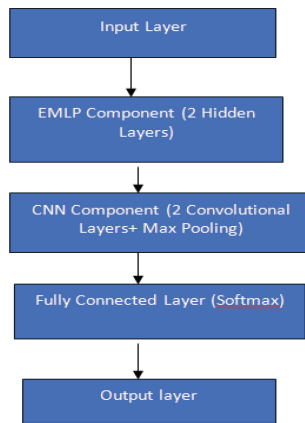 Input Layer
EMLP Component (2 Hidden
Layers)
CNN Component (2 Convolutional
Layers+ Max Pooling)
Fully Connected Layer (Softmax)
Output layer